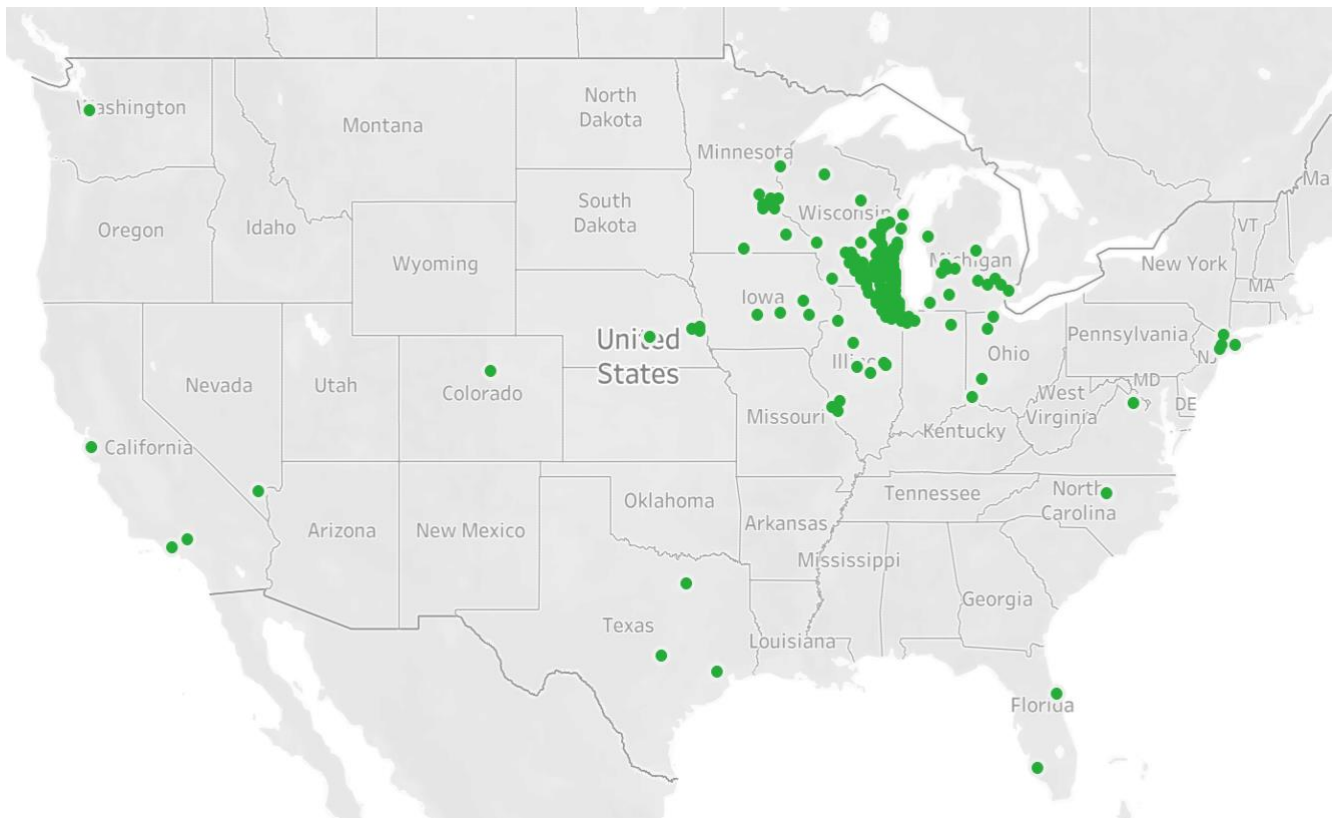 Washington
Montana
North
Dakota
Minnesota
Ma
Oregon
Idaho
South
Dakota
Wisconsin
VT
Wyoming
Michigan
New York
MA
Iowa
United
States
Pennsylvania
Nevada
Utah
Colorado
Illinois
Ohio
NJ
MD
West
Virginia
DE
California
Missouri
Kentucky
Arizona
New Mexico
Oklahoma
Arkansas
Tennessee
North
Carolina
Mississippi
Georgia
Texas
Louisiana
Florida